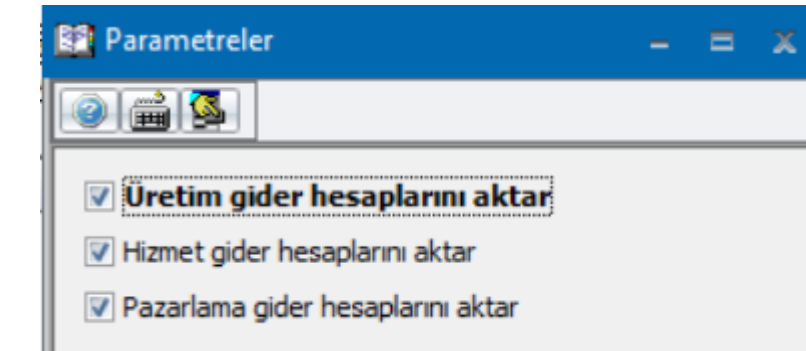 Parametreler
Üretim gider hesaplarını aktar
Hizmet gider hesaplarını aktar
Pazarlama gider hesaplarını aktar